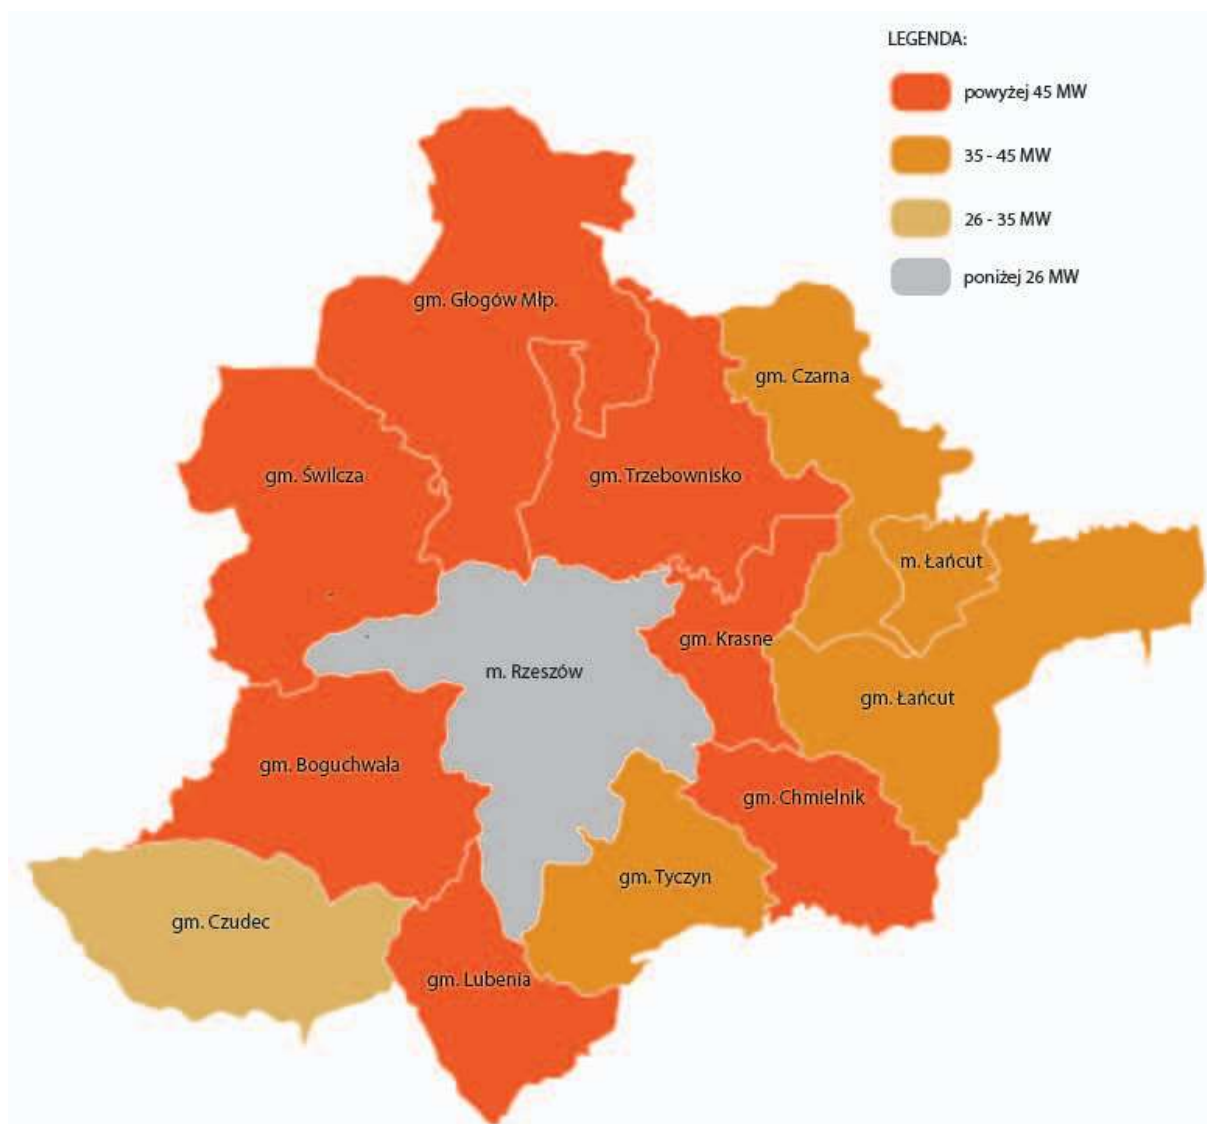 LEGENDA:
powyżej 45 MW
35 - 45 MW
26 - 35 MW
poniżej 26 MW
gm. Głogów Młp.
gm. Czarna
gm. Świlcza
gm. Trzebownisko
m. Łańcut
gm. Krasne
m. Rzeszów
gm. Łańcut
gm. Boguchwała
gm. Chmielnik
gm. Tyczyn
gm. Czudec
gm. Lubenia